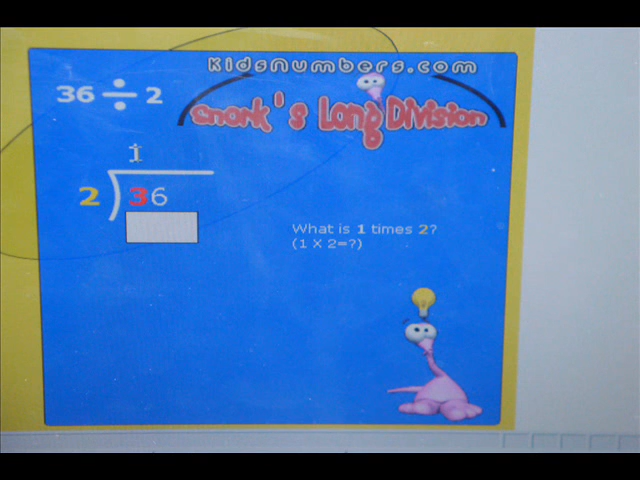 KidsNumbers.com
36 ÷ 2
Snork's Long Division
1
2 36
What is 1 times 2?
(1 X 2=?)